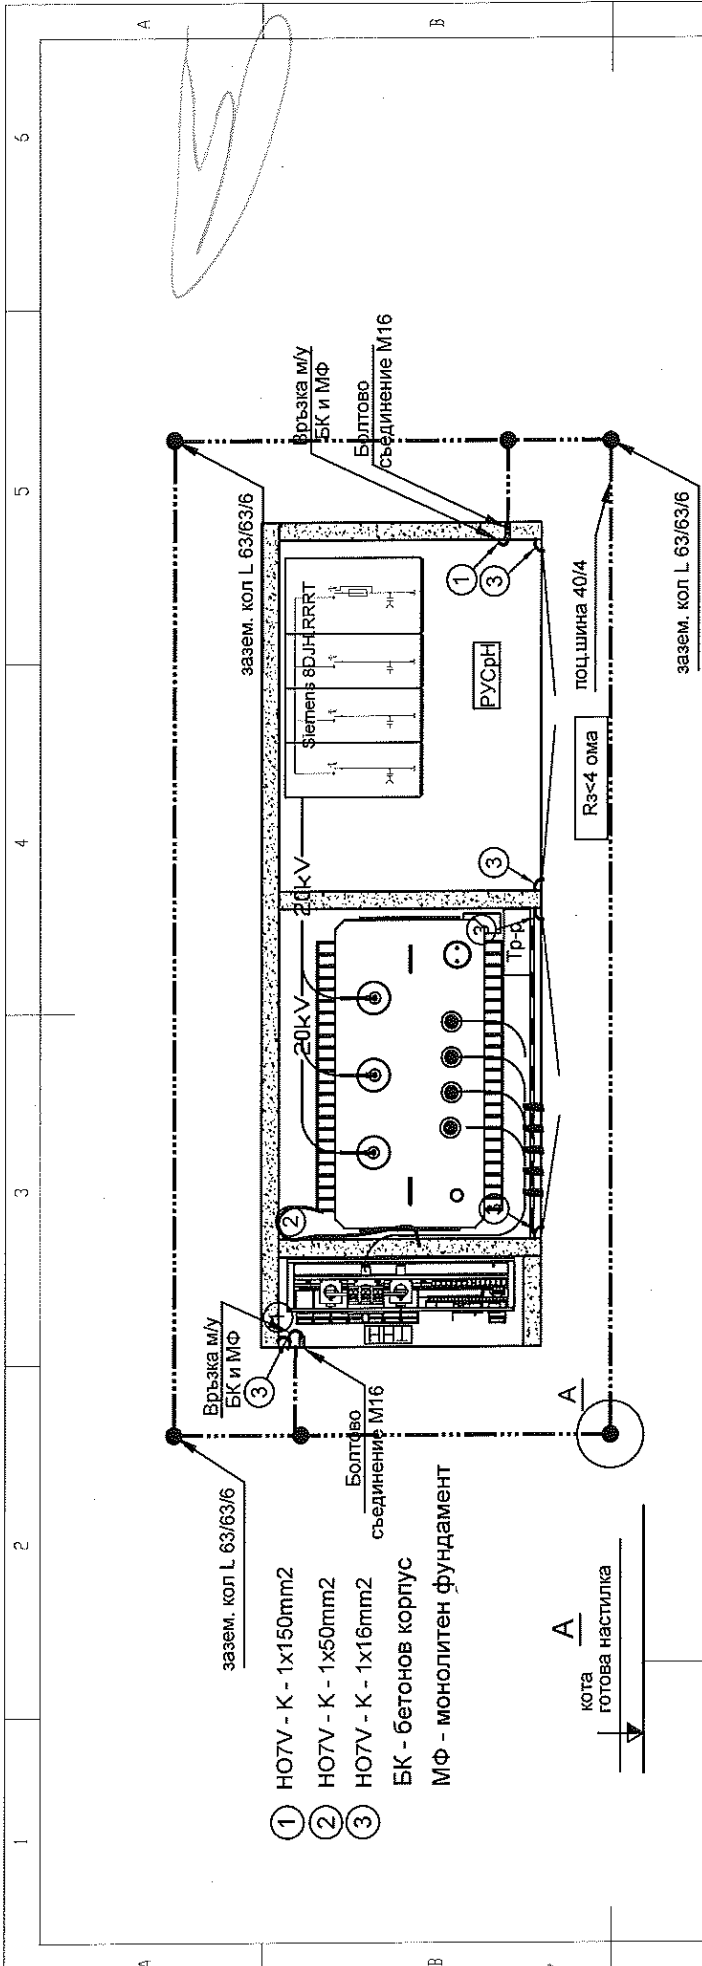 1
2
3
4
5
6
A
B
A
B
зазем. кол L 63/63/6
Връзка м/у
БК и МФ
3
Болтово
съединение М16
1
2
3
20kV
20kV
3
Тр-р
3
Siemens 8DJH RRRT
РУСрН
1
3
зазем. кол L 63/63/6
Връзка м/у
БК и МФ
Болтово
съединение М16
поц.шина 40/4
Rз<4 ома
зазем. кол L 63/63/6
А
1 HO7V - K - 1x150mm2
2 HO7V - K - 1x50mm2
3 HO7V - K - 1x16mm2
БК - бетонов корпус
МФ - монолитен фундамент
А
кота
готова настилка